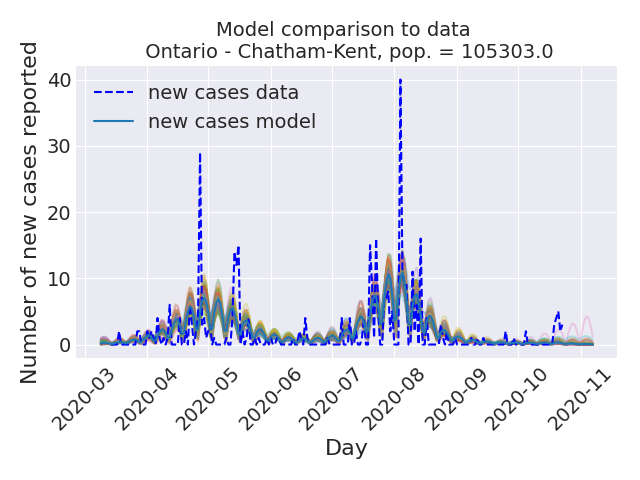 Model comparison to data
Ontario - Chatham-Kent, pop. = 105303.0
Number of new cases reported
40
30
20
10
0
new cases data
new cases model
2020-03
2020-04
2020-05
2020-06
2020-07
2020-08
2020-09
2020-10
2020-11
Day